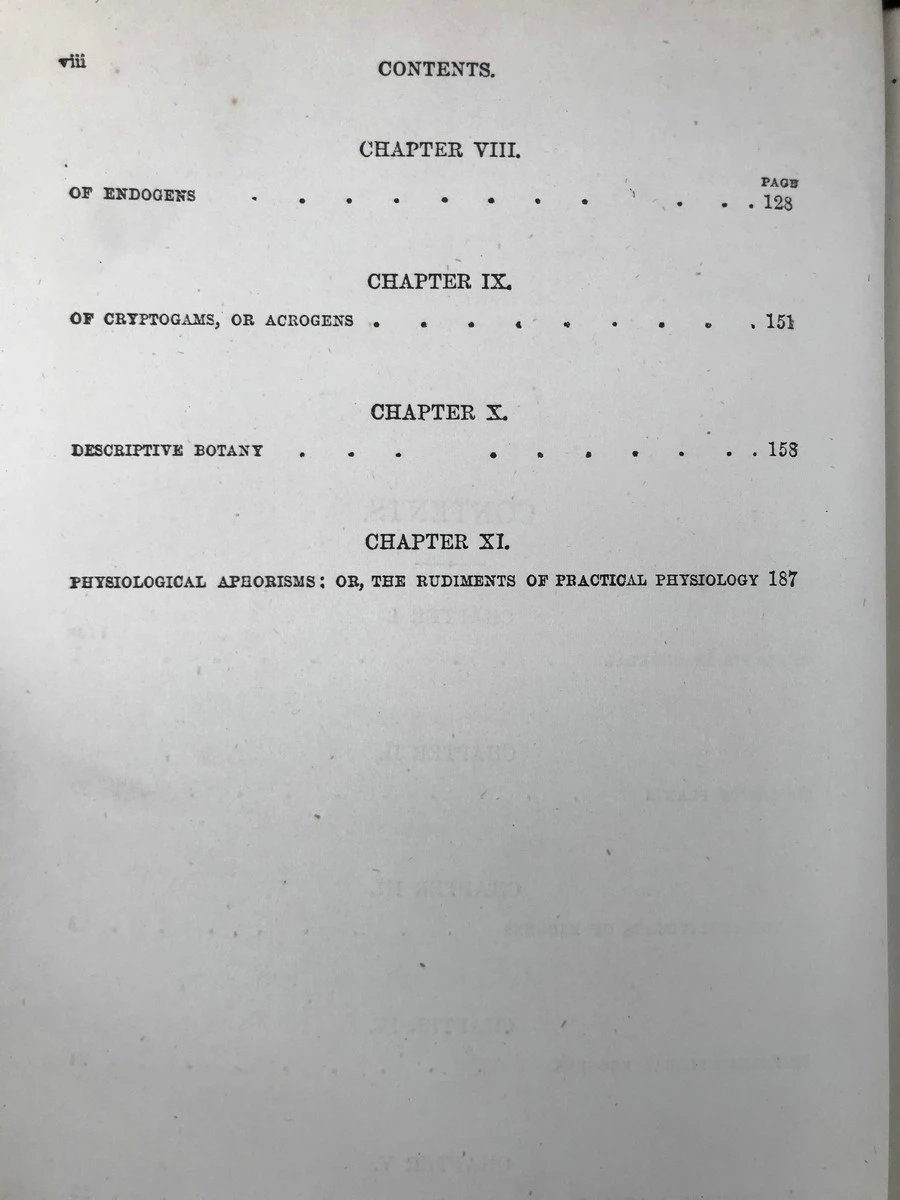 viii
CONTENTS.
CHAPTER VIII.
PAGE
OF ENDOGENS . . . . . . . . . . . 128
CHAPTER IX.
OF CRYPTOGAMS, OR ACROGENS . . . . . . . . . 151
CHAPTER X.
DESCRIPTIVE BOTANY . . . . . . . . . . 158
CHAPTER XI.
PHYSIOLOGICAL APHORISMS: OR, THE RUDIMENTS OF PRACTICAL PHYSIOLOGY 187